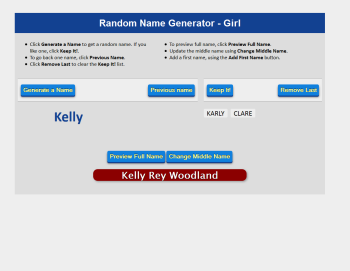 Random Name Generator - Girl
Click Generate a Name to get a random name. If you
like one, click Keep It!.
To go back one name, click Previous Name.
Click Remove Last to clear the Keep It! list.
To preview full name, click Preview Full Name.
Update the middle name using Change Middle Name.
Add a first name, using the Add First Name button.
Generate a Name Previous name Keep It! Remove Last
Kelly
KARLY CLARE
Preview Full Name Change Middle Name
Kelly Rey Woodland